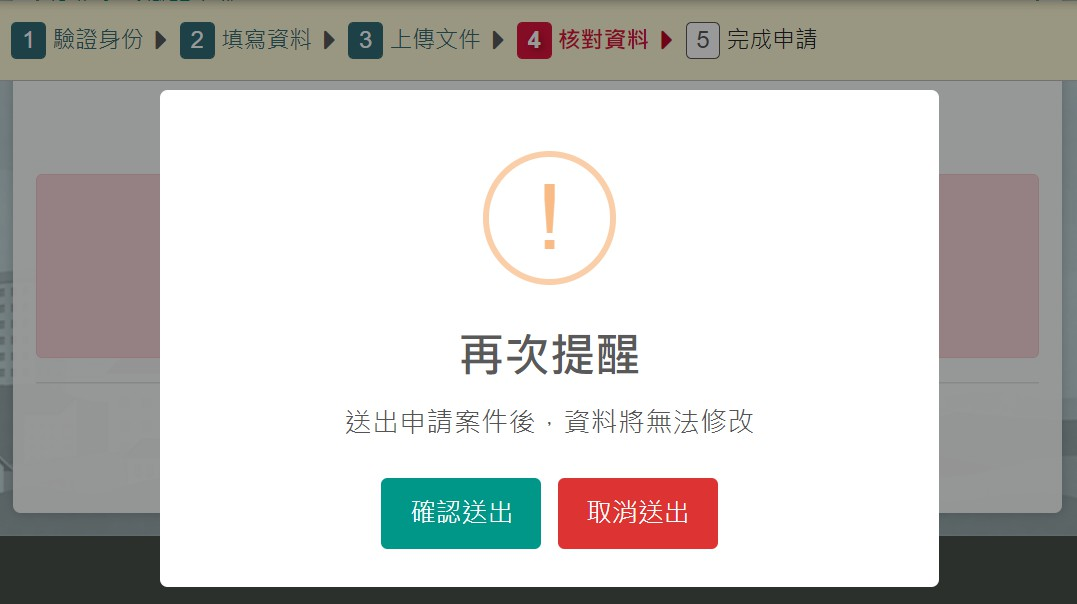 1 驗證身份 2 填寫資料 3 上傳文件 4 核對資料 5 完成申請
!
再次提醒
送出申請案件後，資料將無法修改
確認送出 取消送出